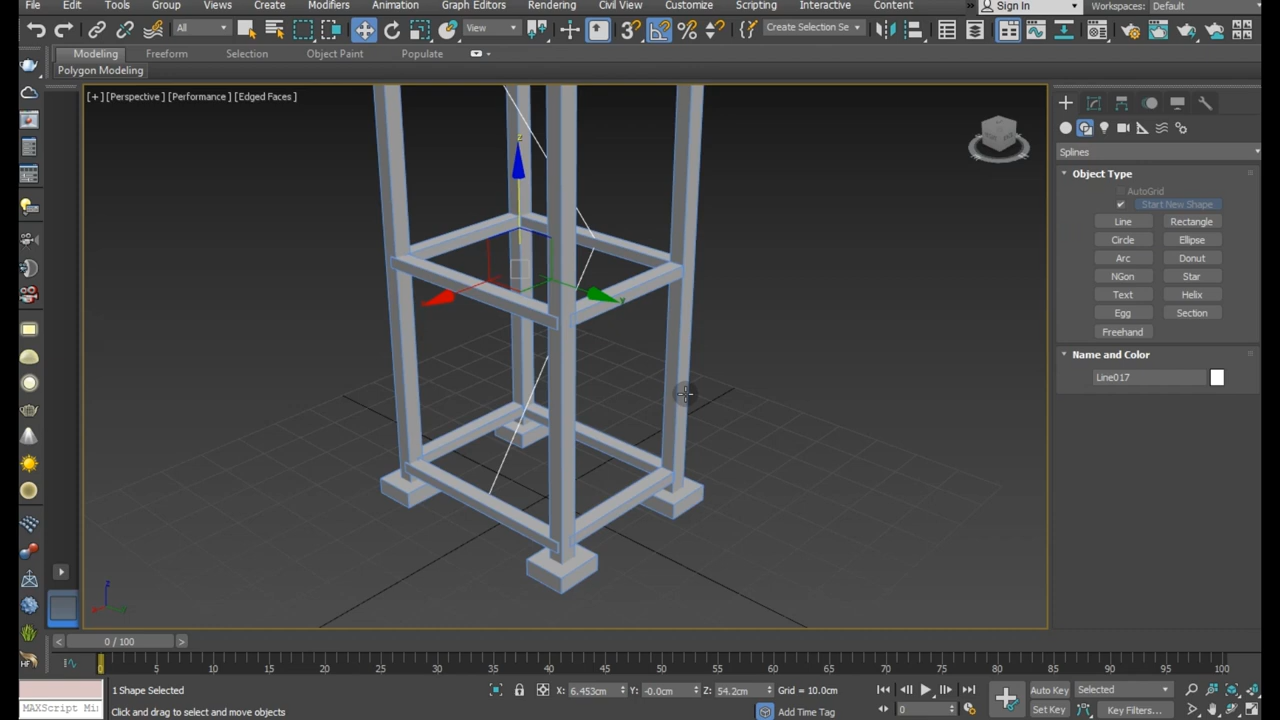 File Edit Tools Group Views Create Modifiers Animation Graph Editors Rendering Civil View Customize Scripting Interactive Content » Sign In Workspaces: Default
All View 3 % Create Selection Se
Modeling Freeform Selection Object Paint Populate
Polygon Modeling
[+] [Perspective] [Performance] [Edged Faces]
Splines
Object Type
AutoGrid
Start New Shape
Line Rectangle
Circle Ellipse
Arc Donut
NGon Star
Text Helix
Egg Section
Freehand
Name and Color
Line017
z
y
z
< 0 / 100 >
0 5 10 15 20 25 30 35 40 45 50 55 60 65 70 75 80 85 90 95 100
1 Shape Selected X: 6.453cm Y: -0.0cm Z: 54.2cm Grid = 10.0cm Auto Key Selected
MAXScript Mi Click and drag to select and move objects Add Time Tag 0 Set Key Key Filters...